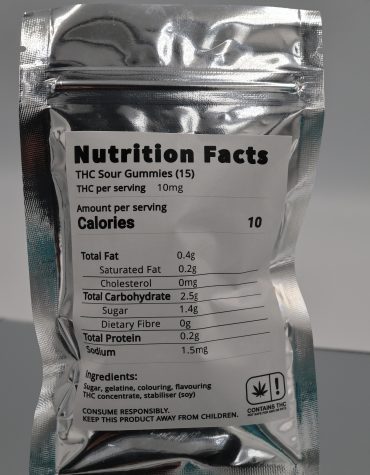 Nutrition Facts
THC Sour Gummies (15)
THC per serving 10mg
Amount per serving
Calories 10
Total Fat 0.4g
Saturated Fat 0.2g
Cholesterol 0mg
Total Carbohydrate 2.5g
Sugar 1.4g
Dietary Fibre 0g
Total Protein 0.2g
Sodium 1.5mg
Ingredients:
Sugar, gelatine, colouring, flavouring
THC concentrate, stabiliser (soy)
CONSUME RESPONSIBLY.
KEEP THIS PRODUCT AWAY FROM CHILDREN.
!
CONTAINS THC